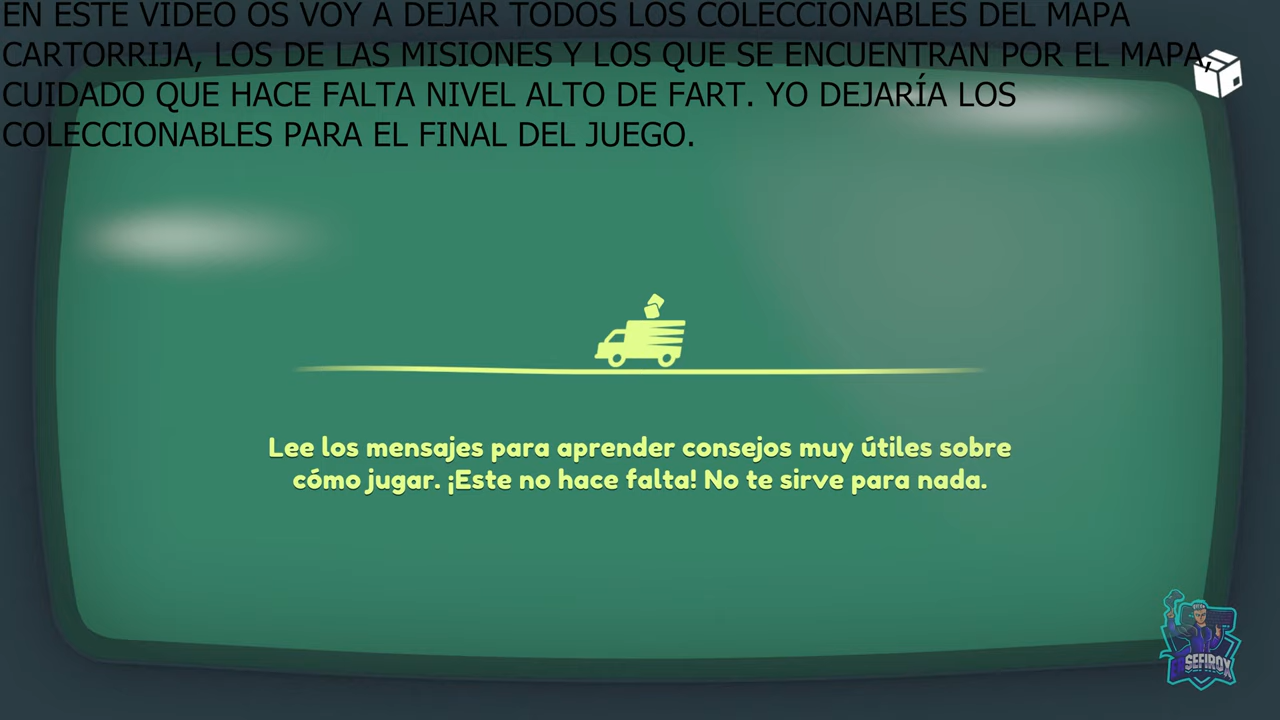 EN ESTE VIDEO OS VOY A DEJAR TODOS LOS COLECCIONABLES DEL MAPA
CARTORRIJA, LOS DE LAS MISIONES Y LOS QUE SE ENCUENTRAN POR EL MAPA,
CUIDADO QUE HACE FALTA NIVEL ALTO DE FART. YO DEJARÍA LOS
COLECCIONABLES PARA EL FINAL DEL JUEGO.
Lee los mensajes para aprender consejos muy útiles sobre
cómo jugar. ¡Este no hace falta! No te sirve para nada.
SEFIROX